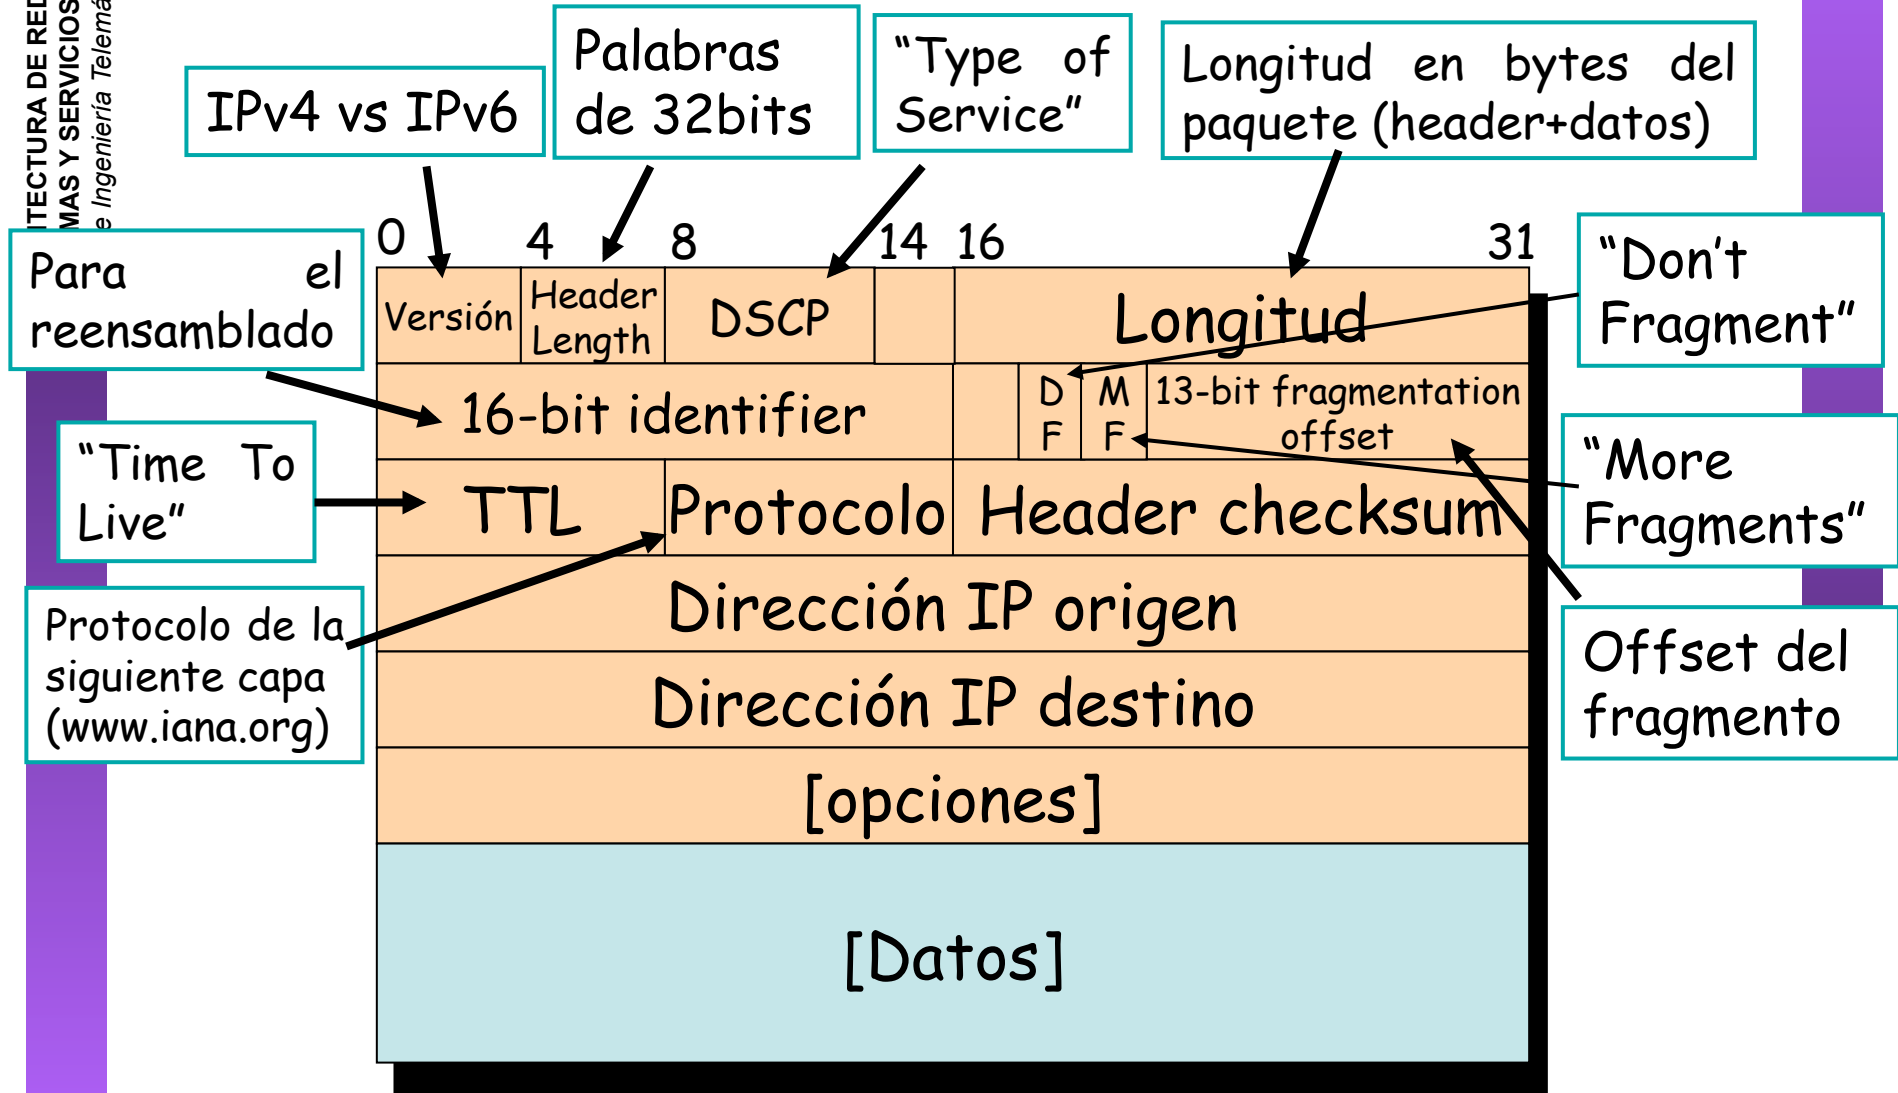 ITECTURA DE RED
MAS Y SERVICIOS
e Ingeniería
IPv4 vs IPv6
Palabras
de 32bits
“Type of
Service”
Longitud en bytes del
paquete (header+datos)
Para el
reensamblado
0 4 8 14 16 31
“Don’t
Fragment”
Versión
Header
Length
DSCP
Longitud
16-bit identifier
D
F
M
F
13-bit fragmentation
offset
“Time To
Live”
“More
Fragments”
TTL
Protocolo
Header checksum
Protocolo de la
siguiente capa
(www.iana.org)
Dirección IP origen
Offset del
fragmento
Dirección IP destino
[opciones]
[Datos]